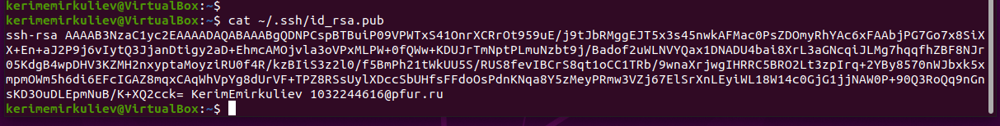 kerimemirkuliev@VirtualBox:~$
kerimemirkuliev@VirtualBox:~$ cat ~/.ssh/id_rsa.pub
ssh-rsa AAAAB3NzaC1yc2EAAAADAQABAAABgQDNPCspBTBuiP09VPWTxS41OnrXCRrOt959uE/j9tJbRMggEJT5x3s45nwkAFMac0PsZDOmyRhYAc6xFAAbjPG7Go7x8SiX
X+En+aJ2P9j6vIytQ3JjanDtigy2aD+EhmcAMOjvla3oVPxMLPW+0fQWw+KDUJrTmNptPLmuNzbt9j/Badof2uWLNVYQax1DNADU4bai8XrL3aGNcqiJLMg7hqqfhZBF8NJr
05KdgB4wpDHV3KZMH2nxyptaMoyziRU0f4R/kzBIiS3z2l0/f5BmPh21tWkUU5S/RUS8fevIBCrS8qt1oCC1TRb/9wnaXrjwgIHRRC5BRO2Lt3zpIrq+2YBy8570nWJbxk5x
mpmOWm5h6di6EFcIGAZ8mqxCAqWhVpYg8dUrVF+TPZ8RSsUylXDccSbUHfsFFdoOsPdnKNqa8Y5zMeyPRmw3VZj67ElSrXnLEyiWL18W14c0GjG1jjNAW0P+90Q3RoQq9nGn
sKD3OuDLEpmNuB/K+XQ2cck= KerimEmirkuliev 1032244616@pfur.ru
kerimemirkuliev@VirtualBox:~$